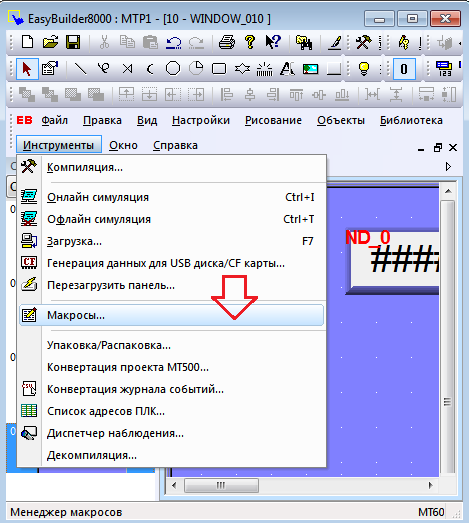 EasyBuilder8000 : MTP1 - [10 - WINDOW_010 ]
A
0
EB Файл Правка Вид Настройки Рисование Объекты Библиотека
Инструменты Окно Справка
Компиляция...
Онлайн симуляция Ctrl+I
Офлайн симуляция Ctrl+T
Загрузка... F7
Генерация данных для USB диска/CF карты...
Перезагрузить панель...
Макросы...
Упаковка/Распаковка...
Конвертация проекта MT500...
Конвертация журнала событий...
Список адресов ПЛК...
Диспетчер наблюдения...
Декомпиляция...
ND_0
####
Менеджер макросов MT60